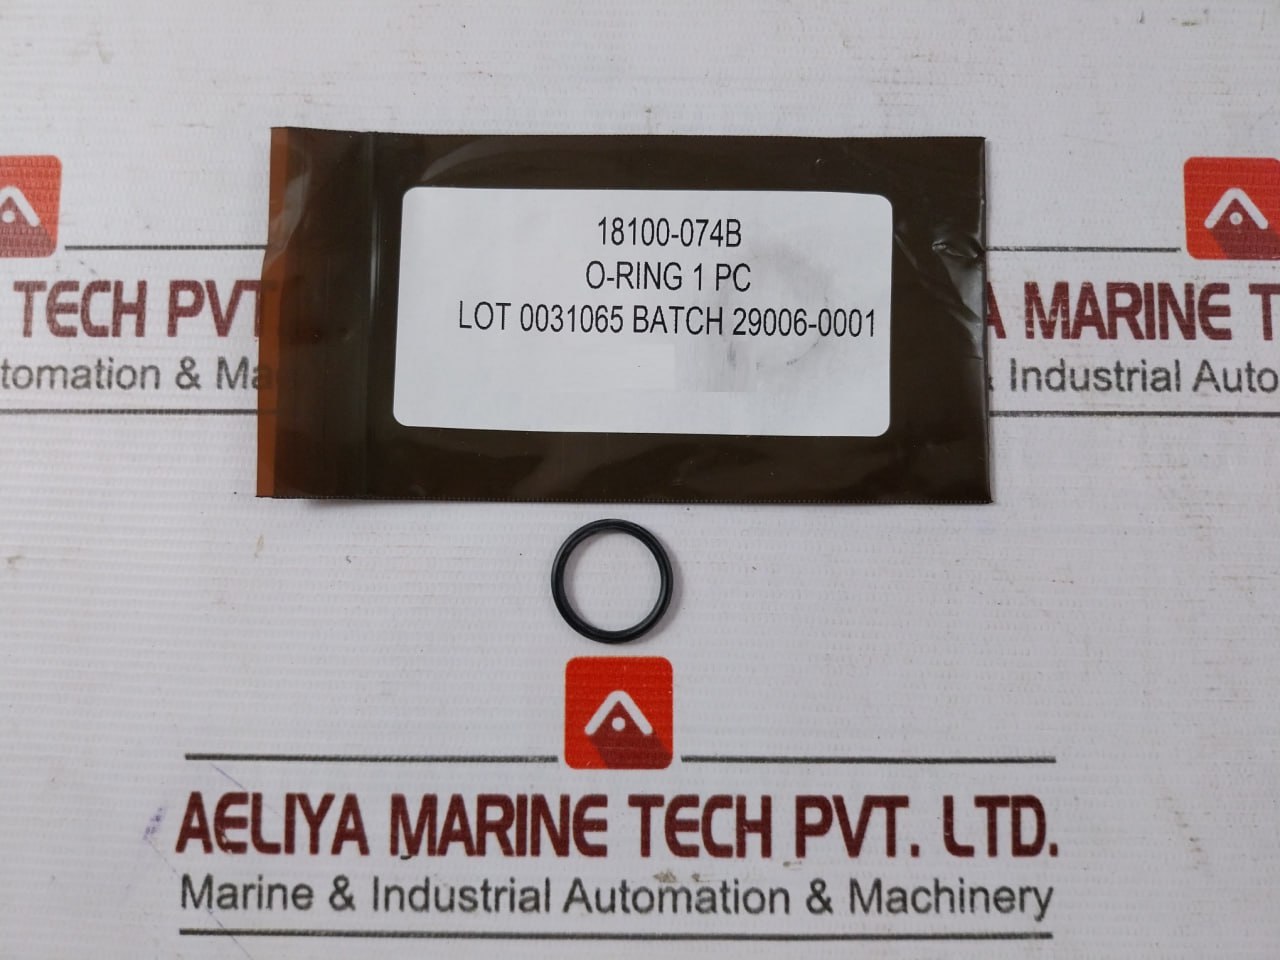 18100-074B
O-RING 1 PC
LOT 0031065 BATCH 29006-0001
TECH PVT
tomation & Ma
A MARINE T
& Industrial Auto
AELIYA MARINE TECH PVT. LTD.
Marine & Industrial Automation & Machinery